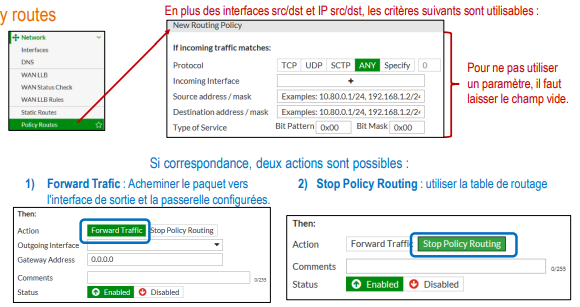 y routes
En plus des interfaces src/dst et IP src/dst, les critères suivants sont utilisables :
Network
Interfaces
DNS
WAN LLB
WAN Status Check
WAN LLB Rules
Static Routes
Policy Routes
New Routing Policy
If incoming traffic matches:
Protocol TCP UDP SCTP ANY Specify 0
Incoming Interface +
Source address / mask Examples: 10.80.0.1/24, 192.168.1.2/24
Destination address / mask Examples: 10.80.0.1/24, 192.168.1.2/24
Type of Service Bit Pattern 0x00 Bit Mask 0x00
Pour ne pas utiliser
un paramètre, il faut
laisser le champ vide.
Si correspondance, deux actions sont possibles :
1) Forward Trafic : Acheminer le paquet vers
l'interface de sortie et la passerelle configurées.
Then:
Action Forward Traffic Stop Policy Routing
Outgoing Interface
Gateway Address 0.0.0.0
Comments 0/255
Status Enabled Disabled
2) Stop Policy Routing : utiliser la table de routage
Then:
Action Forward Traffic Stop Policy Routing
Comments 0/255
Status Enabled Disabled